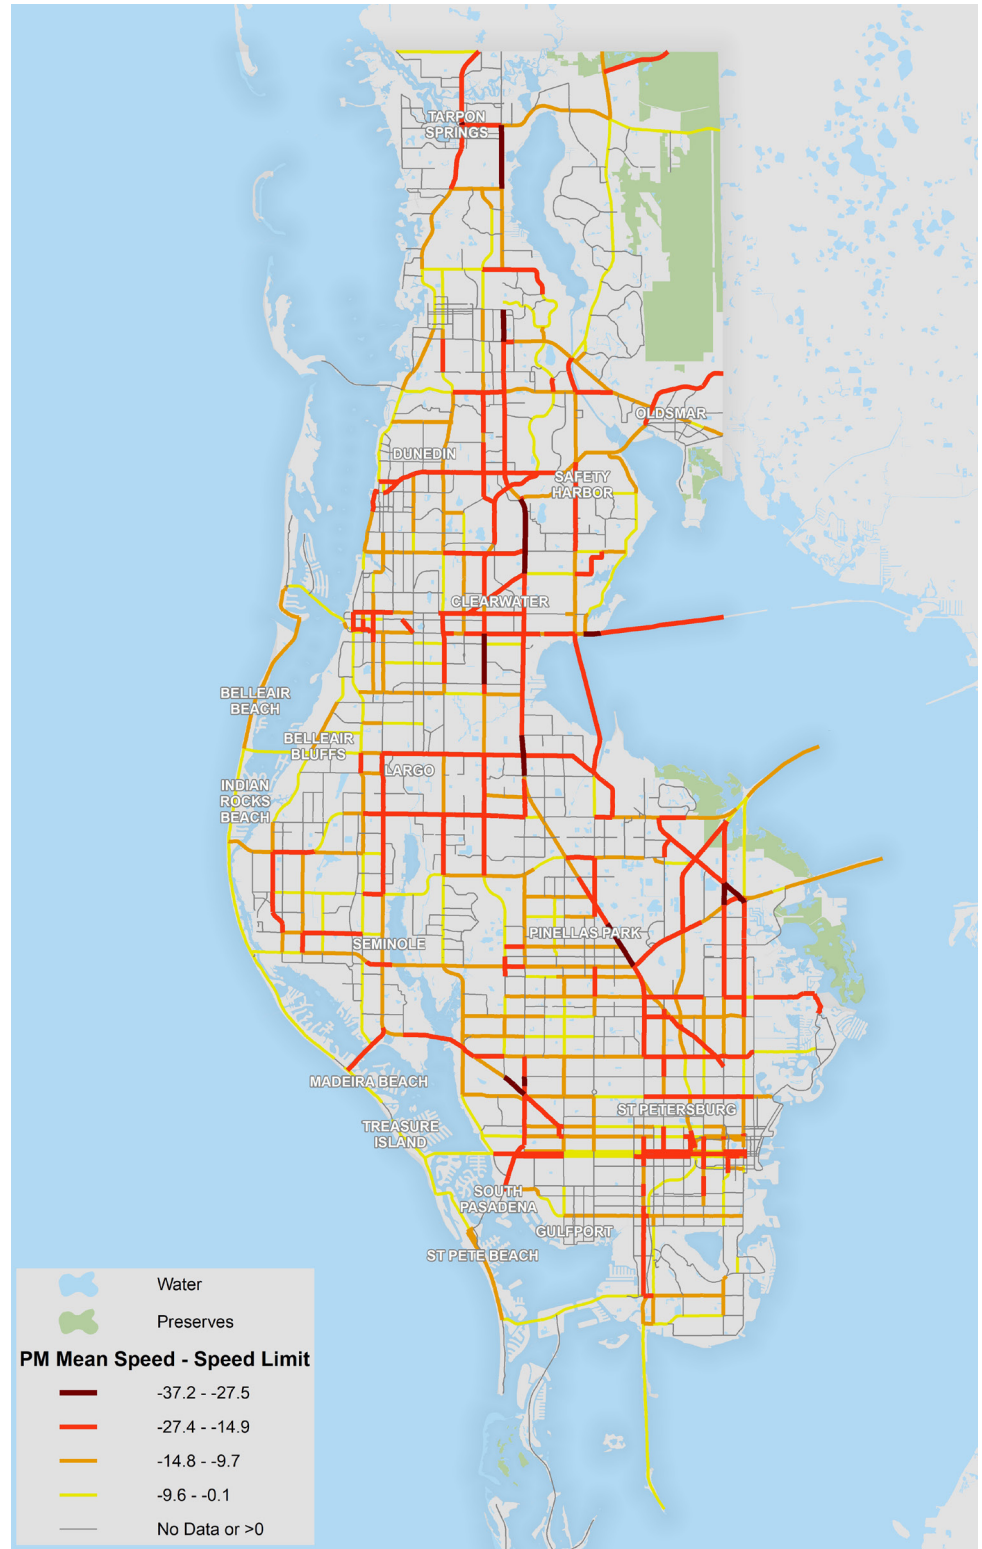 TARPON
SPRINGS
OLDSMAR
DUNEDIN
SAFETY
HARBOR
CLEARWATER
BELLEAIR
BEACH
BELLEAIR
BLUFFS
LARGO
INDIAN
ROCKS
BEACH
PINELLAS PARK
SEMINOLE
MADEIRA BEACH
ST PETERSBURG
TREASURE
ISLAND
SOUTH
PASADENA
GULFPORT
ST PETE BEACH
Water
Preserves
PM Mean Speed - Speed Limit
-37.2 - -27.5
-27.4 - -14.9
-14.8 - -9.7
-9.6 - -0.1
No Data or >0